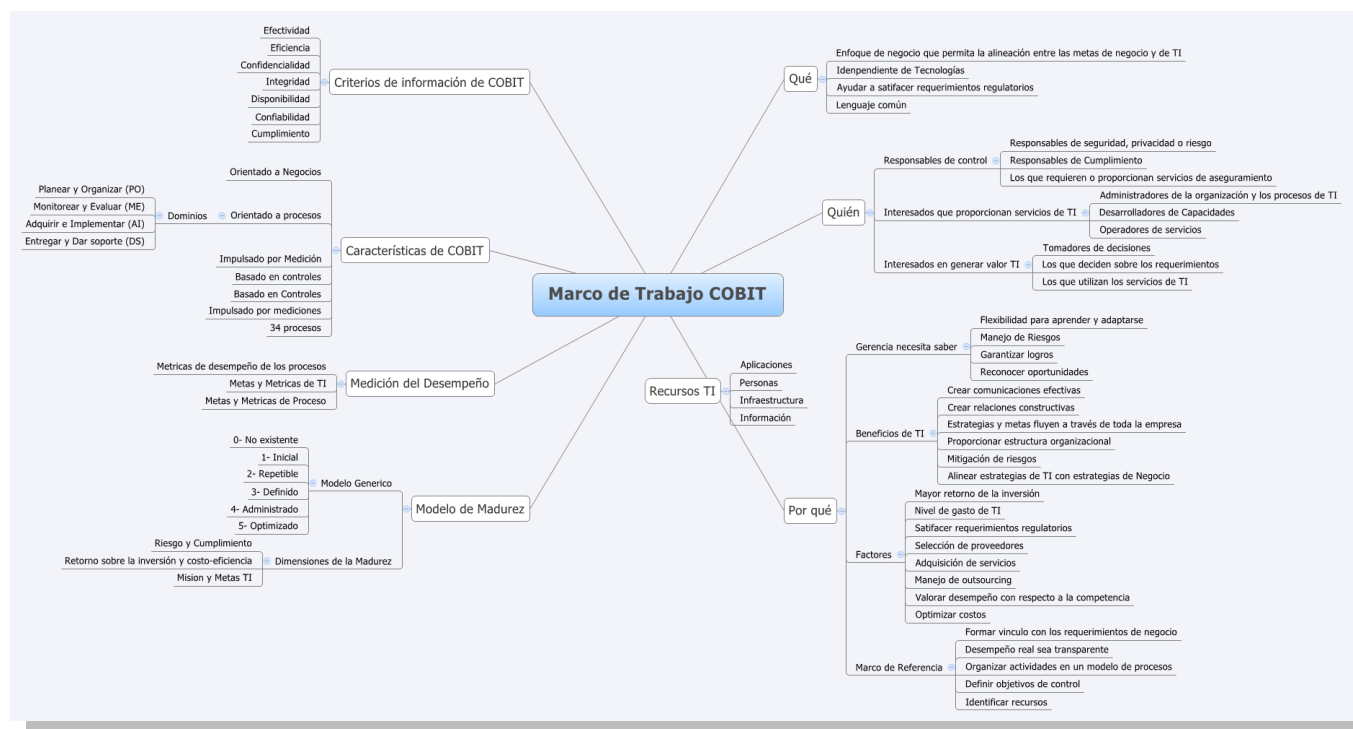 Marco de Trabajo COBIT
Criterios de información de COBIT
Efectividad
Eficiencia
Confidencialidad
Integridad
Disponibilidad
Confiabilidad
Cumplimiento
Características de COBIT
Orientado a Negocios
Orientado a procesos
Dominios
Planear y Organizar (PO)
Monitorear y Evaluar (ME)
Adquirir e Implementar (AI)
Entregar y Dar soporte (DS)
Impulsado por Medición
Basado en controles
Basado en Controles
Impulsado por mediciones
34 procesos
Medición del Desempeño
Metricas de desempeño de los procesos
Metas y Metricas de TI
Metas y Metricas de Proceso
Modelo de Madurez
Modelo Generico
0- No existente
1- Inicial
2- Repetible
3- Definido
4- Administrado
5- Optimizado
Dimensiones de la Madurez
Riesgo y Cumplimiento
Retorno sobre la inversión y costo-eficiencia
Mision y Metas TI
Qué
Enfoque de negocio que permita la alineación entre las metas de negocio y de TI
Idenpendiente de Tecnologías
Ayudar a satifacer requerimientos regulatorios
Lenguaje común
Quién
Responsables de control
Responsables de seguridad, privacidad o riesgo
Responsables de Cumplimiento
Los que requieren o proporcionan servicios de aseguramiento
Interesados que proporcionan servicios de TI
Administradores de la organización y los procesos de TI
Desarrolladores de Capacidades
Operadores de servicios
Interesados en generar valor TI
Tomadores de decisiones
Los que deciden sobre los requerimientos
Los que utilizan los servicios de TI
Recursos TI
Aplicaciones
Personas
Infraestructura
Información
Por qué
Gerencia necesita saber
Flexibilidad para aprender y adaptarse
Manejo de Riesgos
Garantizar logros
Reconocer oportunidades
Beneficios de TI
Crear comunicaciones efectivas
Crear relaciones constructivas
Estrategias y metas fluyen a través de toda la empresa
Proporcionar estructura organizacional
Mitigación de riesgos
Alinear estrategias de TI con estrategias de Negocio
Factores
Mayor retorno de la inversión
Nivel de gasto de TI
Satifacer requerimientos regulatorios
Selección de proveedores
Adquisición de servicios
Manejo de outsourcing
Valorar desempeño con respecto a la competencia
Optimizar costos
Marco de Referencia
Formar vinculo con los requerimientos de negocio
Desempeño real sea transparente
Organizar actividades en un modelo de procesos
Definir objetivos de control
Identificar recursos